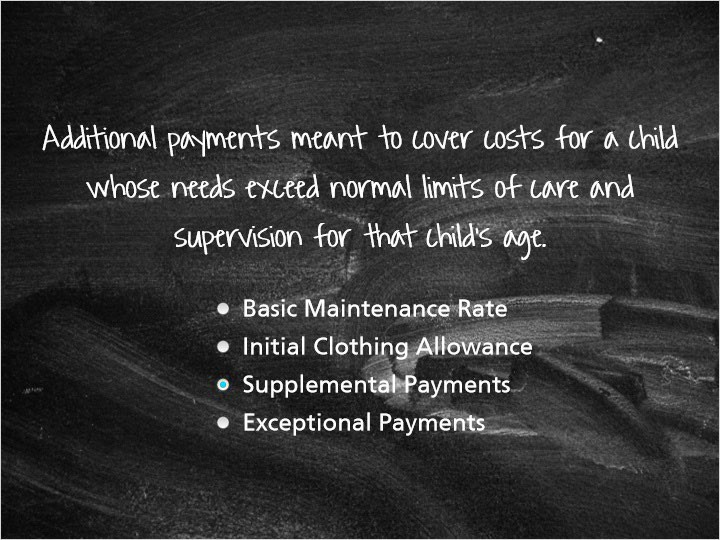 Additional payments meant to cover costs for a child
whose needs exceed normal limits of care and
supervision for that child's age.
Basic Maintenance Rate
Initial Clothing Allowance
Supplemental Payments
Exceptional Payments